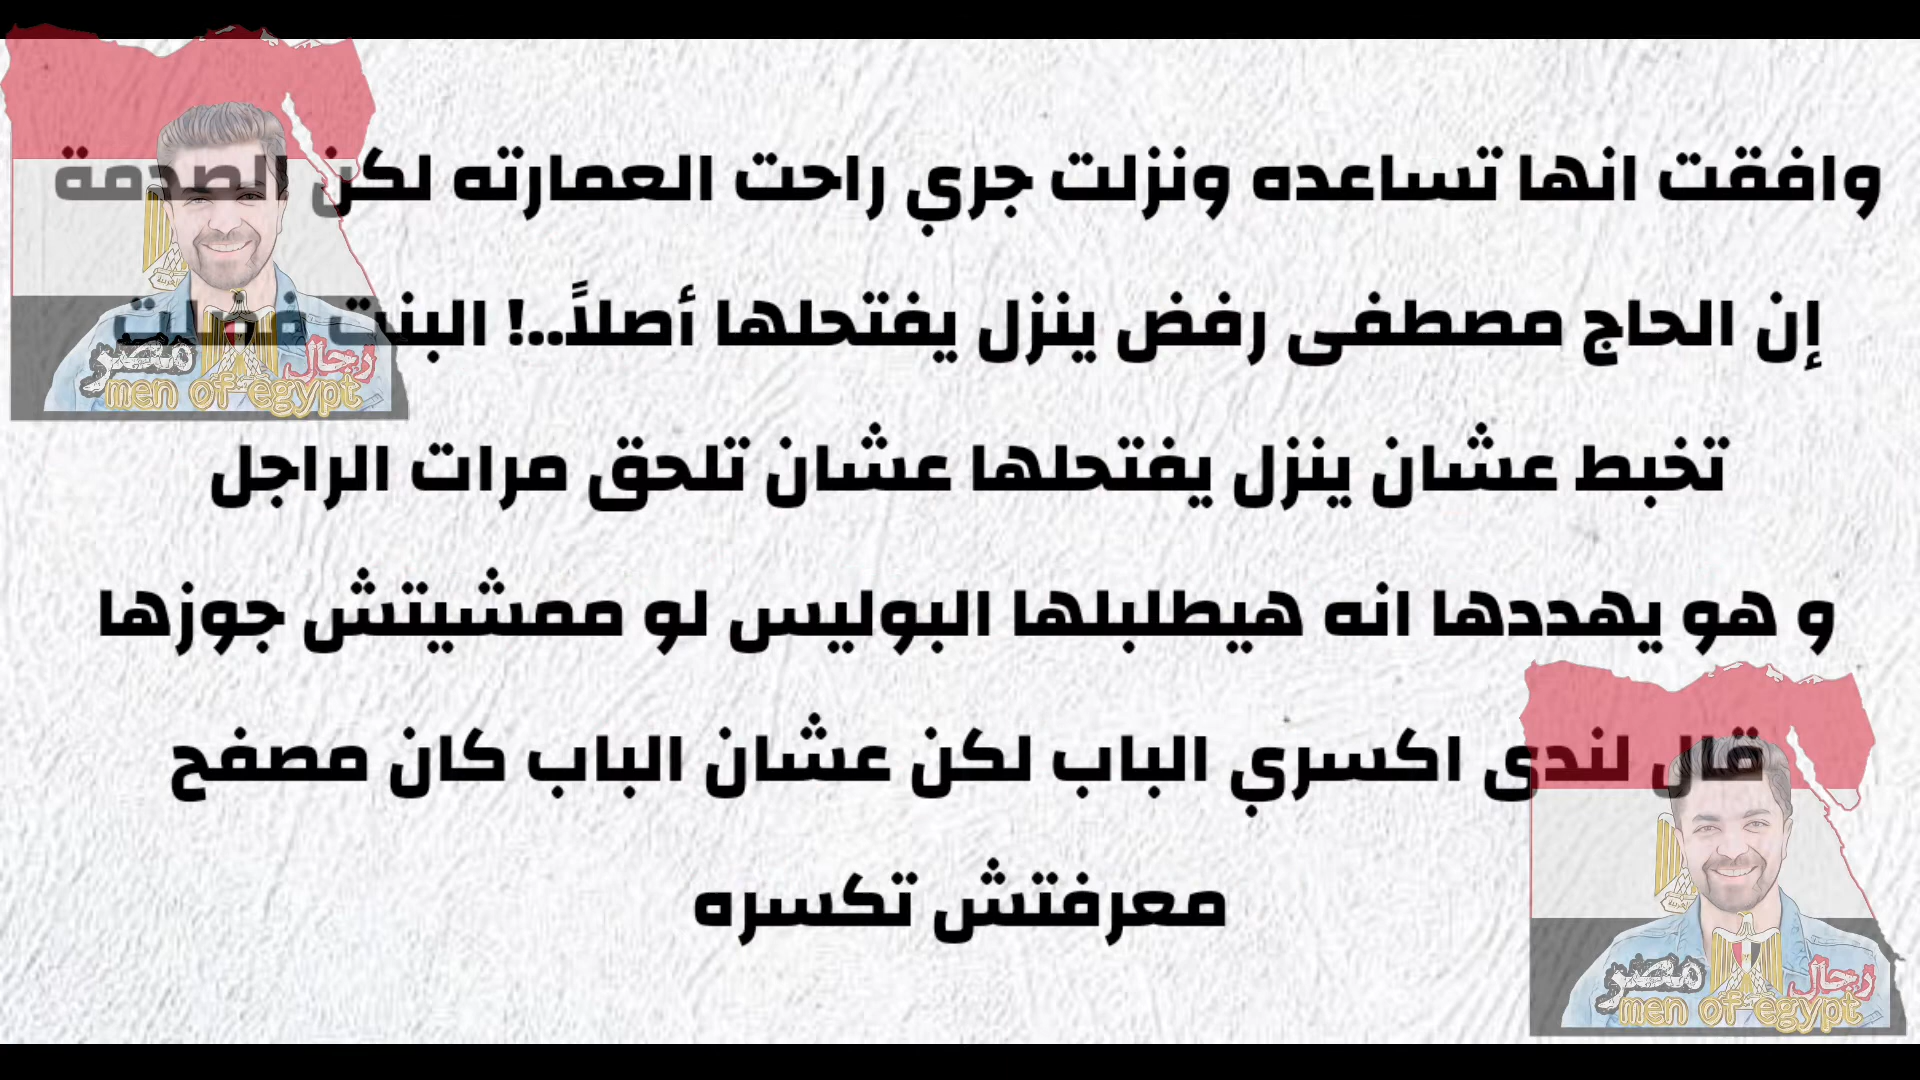 وافقت انها تساعده ونزلت جري راحت العمارته لكن الصدمة
إن الحاج مصطفى رفض ينزل يفتحلها أصلاً..! البنت فضلت
تخبط عشان ينزل يفتحلها عشان تلحق مرات الراجل
و هو يهددها انه هيطلبلها البوليس لو ممشيتش جوزها
قال لندى اكسري الباب لكن عشان الباب كان مصفح
معرفتش تكسره
رجال مصر
men of egypt
رجال مصر
men of egypt